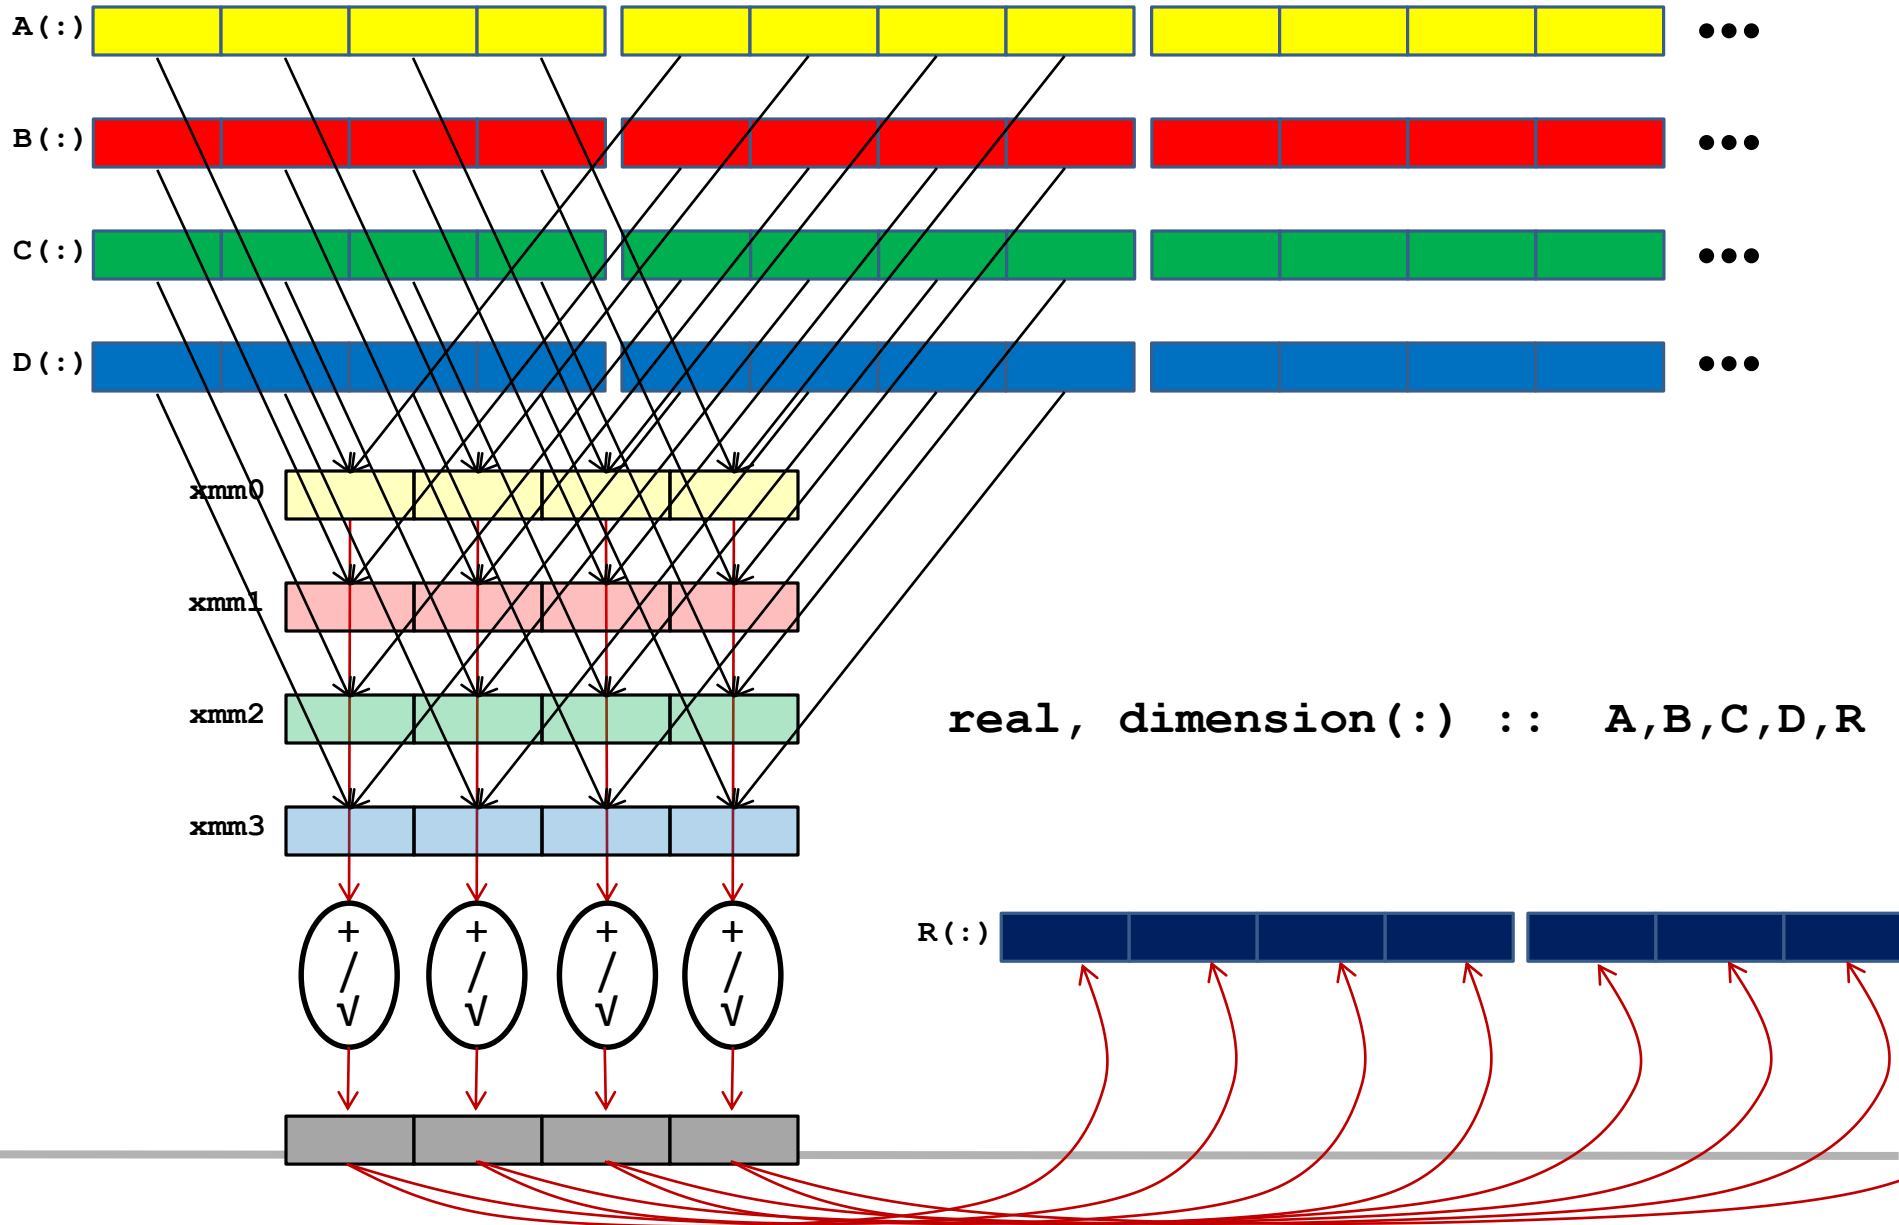 A(:)
B(:)
C(:)
D(:)
xmm0
xmm1
xmm2
real, dimension(:) :: A,B,C,D,R
xmm3
R(:)
+ + + +
/ / / /
√ √ √ √